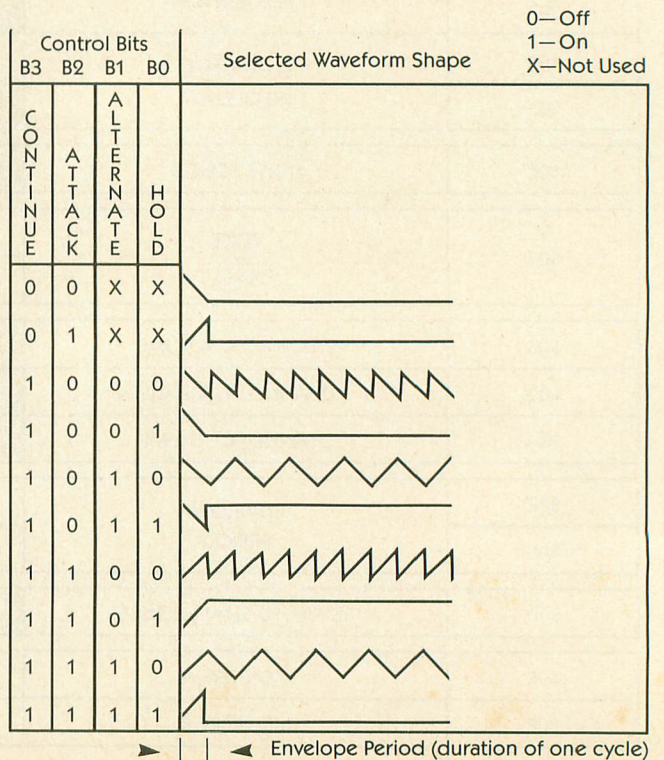 0—Off
1—On
X—Not Used
Control Bits
Selected Waveform Shape
B3 B2 B1 B0
CONTINUE
ATTACK
ALTERNATE
HOLD
0 0 X X
0 1 X X
1 0 0 0
1 0 0 1
1 0 1 0
1 0 1 1
1 1 0 0
1 1 0 1
1 1 1 0
1 1 1 1
Envelope Period (duration of one cycle)